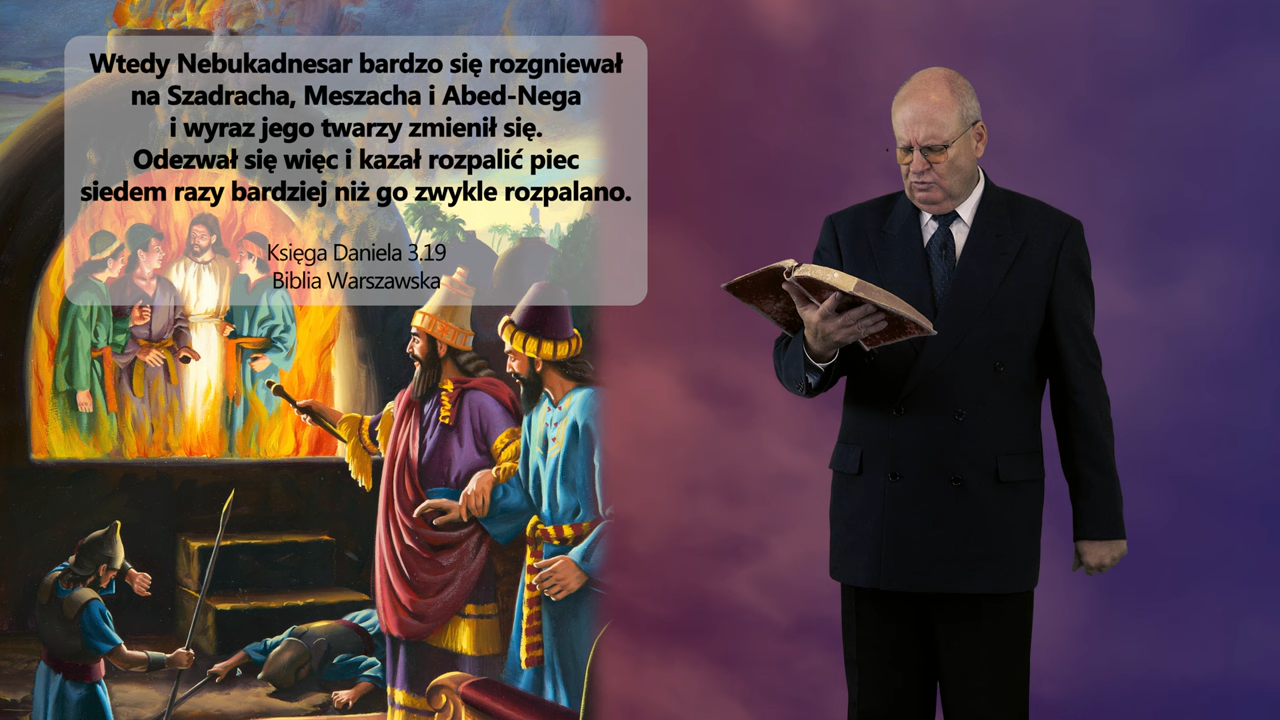 Wtedy Nebukadnesar bardzo się rozgniewał
na Szadracha, Meszacha i Abed-Nega
i wyraz jego twarzy zmienił się.
Odezwał się więc i kazał rozpalić piec
siedem razy bardziej niż go zwykle rozpalano.
Księga Daniela 3.19
Biblia Warszawska